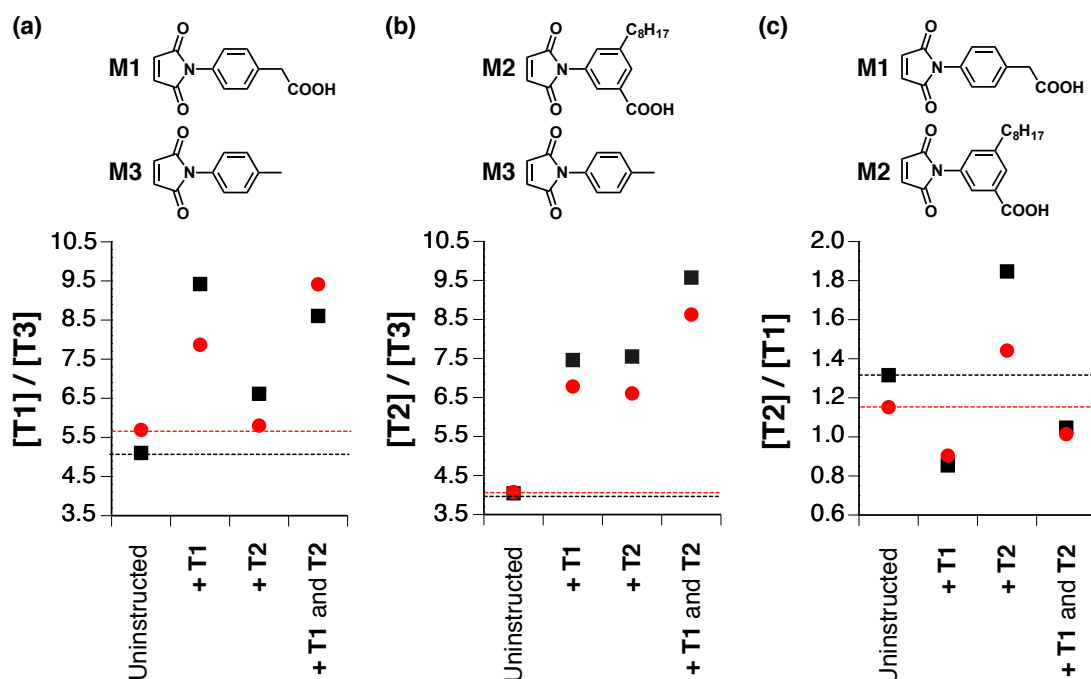 (a)
M1
O
N
O
COOH
M3
O
N
O
[T1] / [T3]
10.5
9.5
8.5
7.5
6.5
5.5
4.5
3.5
Uninstructed
+ T1
+ T2
+ T1 and T2
(b)
M2
C8H17
O
N
O
COOH
M3
O
N
O
[T2] / [T3]
10.5
9.5
8.5
7.5
6.5
5.5
4.5
3.5
Uninstructed
+ T1
+ T2
+ T1 and T2
(c)
M1
O
N
O
COOH
M2
C8H17
O
N
O
COOH
[T2] / [T1]
2.0
1.8
1.6
1.4
1.2
1.0
0.8
0.6
Uninstructed
+ T1
+ T2
+ T1 and T2